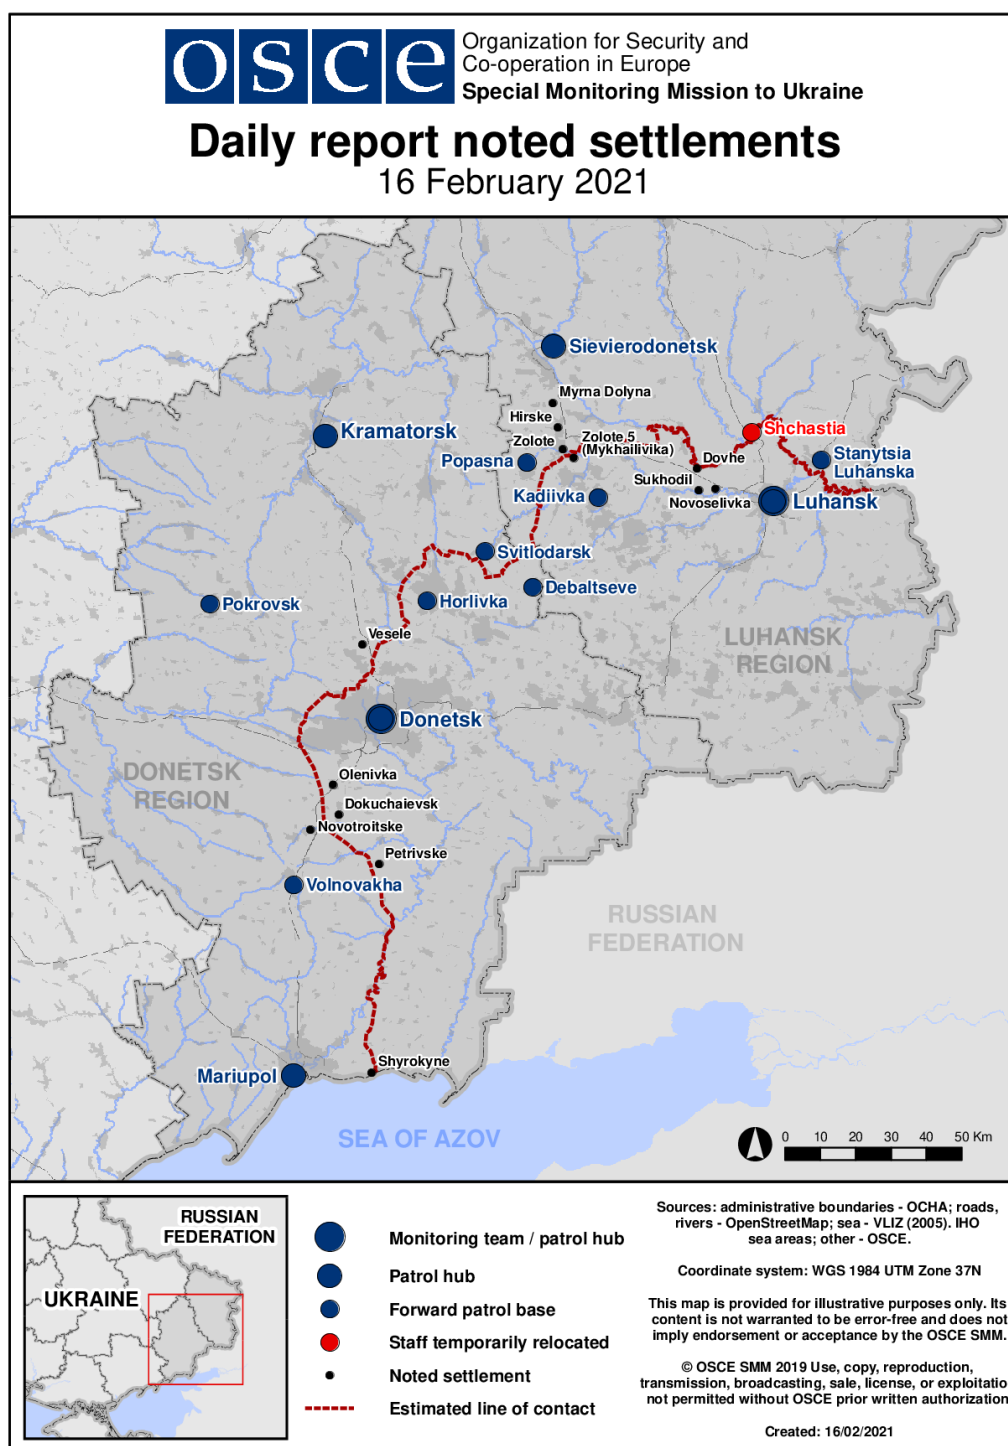 osce
Organization for Security and
Co-operation in Europe
Special Monitoring Mission to Ukraine
Daily report noted settlements
16 February 2021
Sievierodonetsk
Myrna Dolyna
Hirske
Zolote
Zolote 5
(Mykhailivika)
Shchastia
Kramatorsk
Popasna
Dovhe
Stanytsia
Luhanska
Sukhodil
Kadiivka
Novoselivka
Luhansk
Svitlodarsk
Debaltseve
Pokrovsk
Horlivka
Vesele
LUHANSK
REGION
Donetsk
DONETSK
REGION
Olenivka
Dokuchaievsk
Novotroitske
Petrivske
Volnovakha
RUSSIAN
FEDERATION
Shyrokyne
Mariupol
SEA OF AZOV
0 10 20 30 40 50 Km
RUSSIAN
FEDERATION
UKRAINE
Monitoring team / patrol hub
Patrol hub
Forward patrol base
Staff temporarily relocated
Noted settlement
Estimated line of contact
Sources: administrative boundaries - OCHA; roads,
rivers - OpenStreetMap; sea - VLIZ (2005). IHO
sea areas; other - OSCE.
Coordinate system: WGS 1984 UTM Zone 37N
This map is provided for illustrative purposes only. Its
content is not warranted to be error-free and does not
imply endorsement or acceptance by the OSCE SMM.
© OSCE SMM 2019 Use, copy, reproduction,
transmission, broadcasting, sale, license, or exploitatio
not permitted without OSCE prior written authorization
Created: 16/02/2021